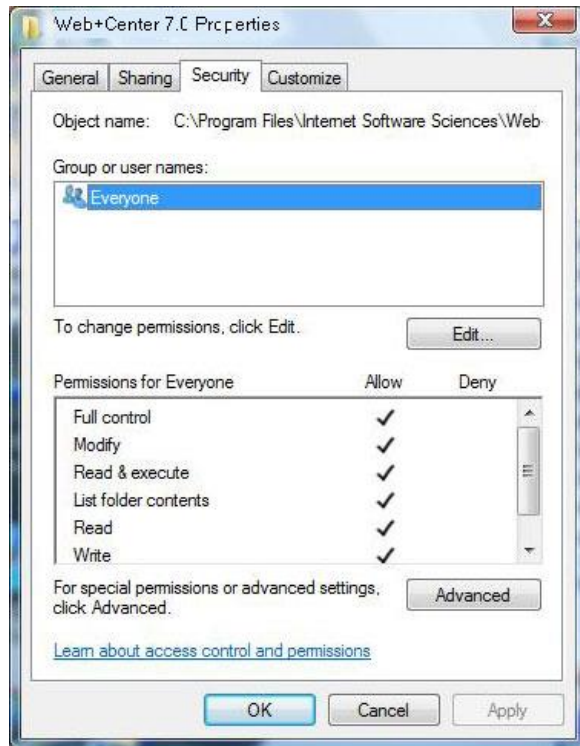 Web+Center 7.0 Properties
General Sharing Security Customize
Object name: C:\Program Files\Internet Software Sciences\Web-
Group or user names:
Everyone
To change permissions, click Edit.
Edit...
Permissions for Everyone Allow Deny
Full control
Modify
Read & execute
List folder contents
Read
Write
For special permissions or advanced settings,
click Advanced.
Advanced
Learn about access control and permissions
OK Cancel Apply